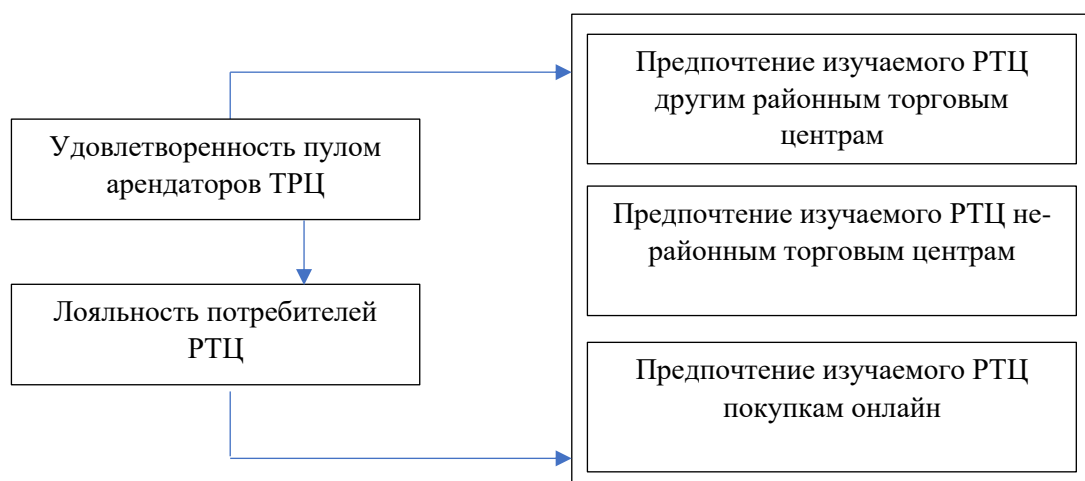 Удовлетворенность пулом
арендаторов ТРЦ
Лояльность потребителей
РТЦ
Предпочтение изучаемого РТЦ
другим районным торговым
центрам
Предпочтение изучаемого РТЦ не-
районным торговым центрам
Предпочтение изучаемого РТЦ
покупкам онлайн